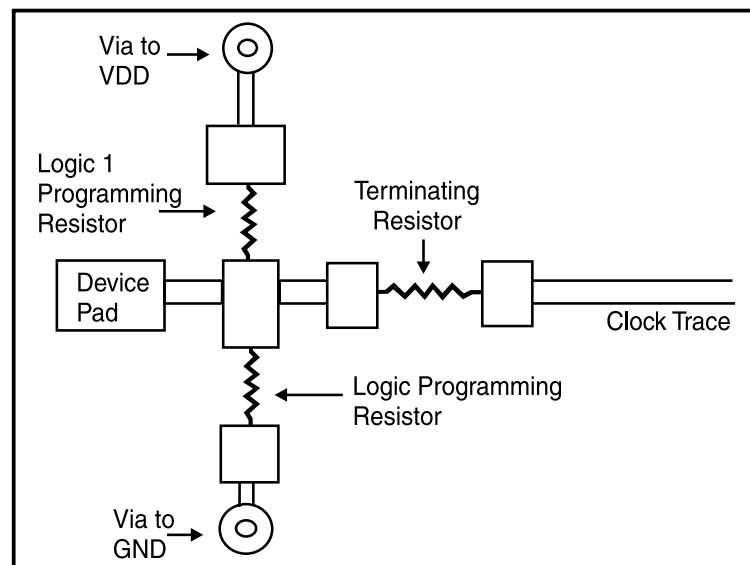 Via to
VDD
Logic 1
Programming
Resistor
Terminating
Resistor
Device
Pad
Clock Trace
Logic Programming
Resistor
Via to
GND